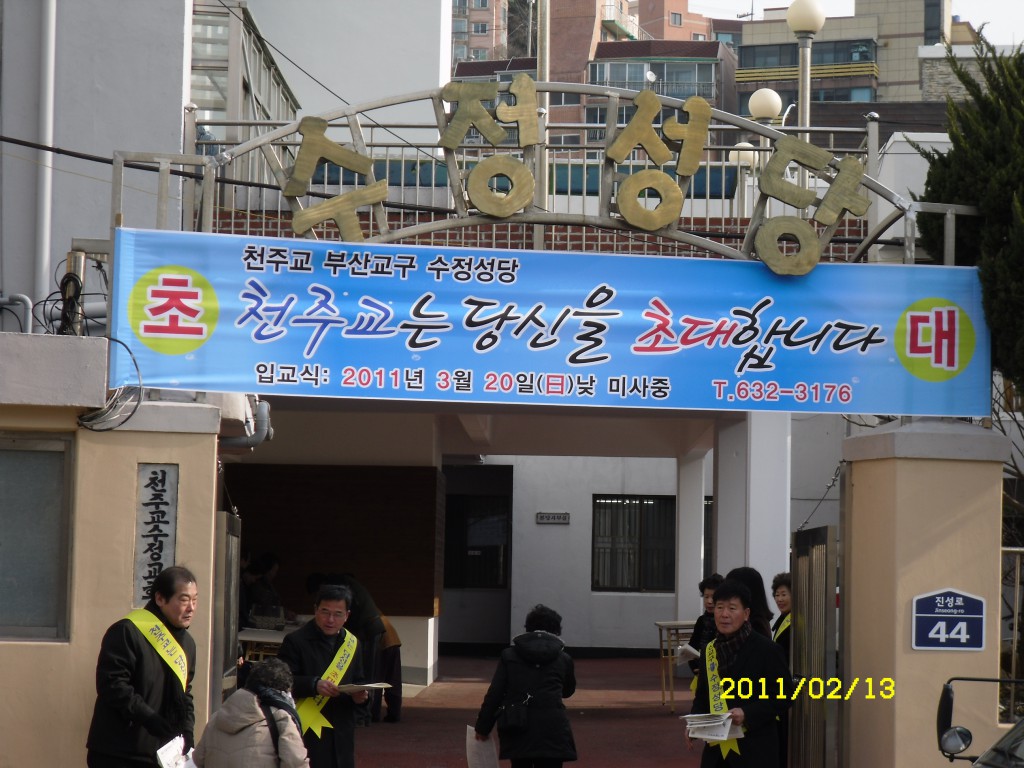 수정성당
천주교 부산교구 수정성당
초 천주교는 당신을 초대합니다 대
입교식: 2011년 3월 20일(日)낮 미사중 T.632-3176
천주교수정교회
진성로
Jinseong-ro
44
2011/02/13